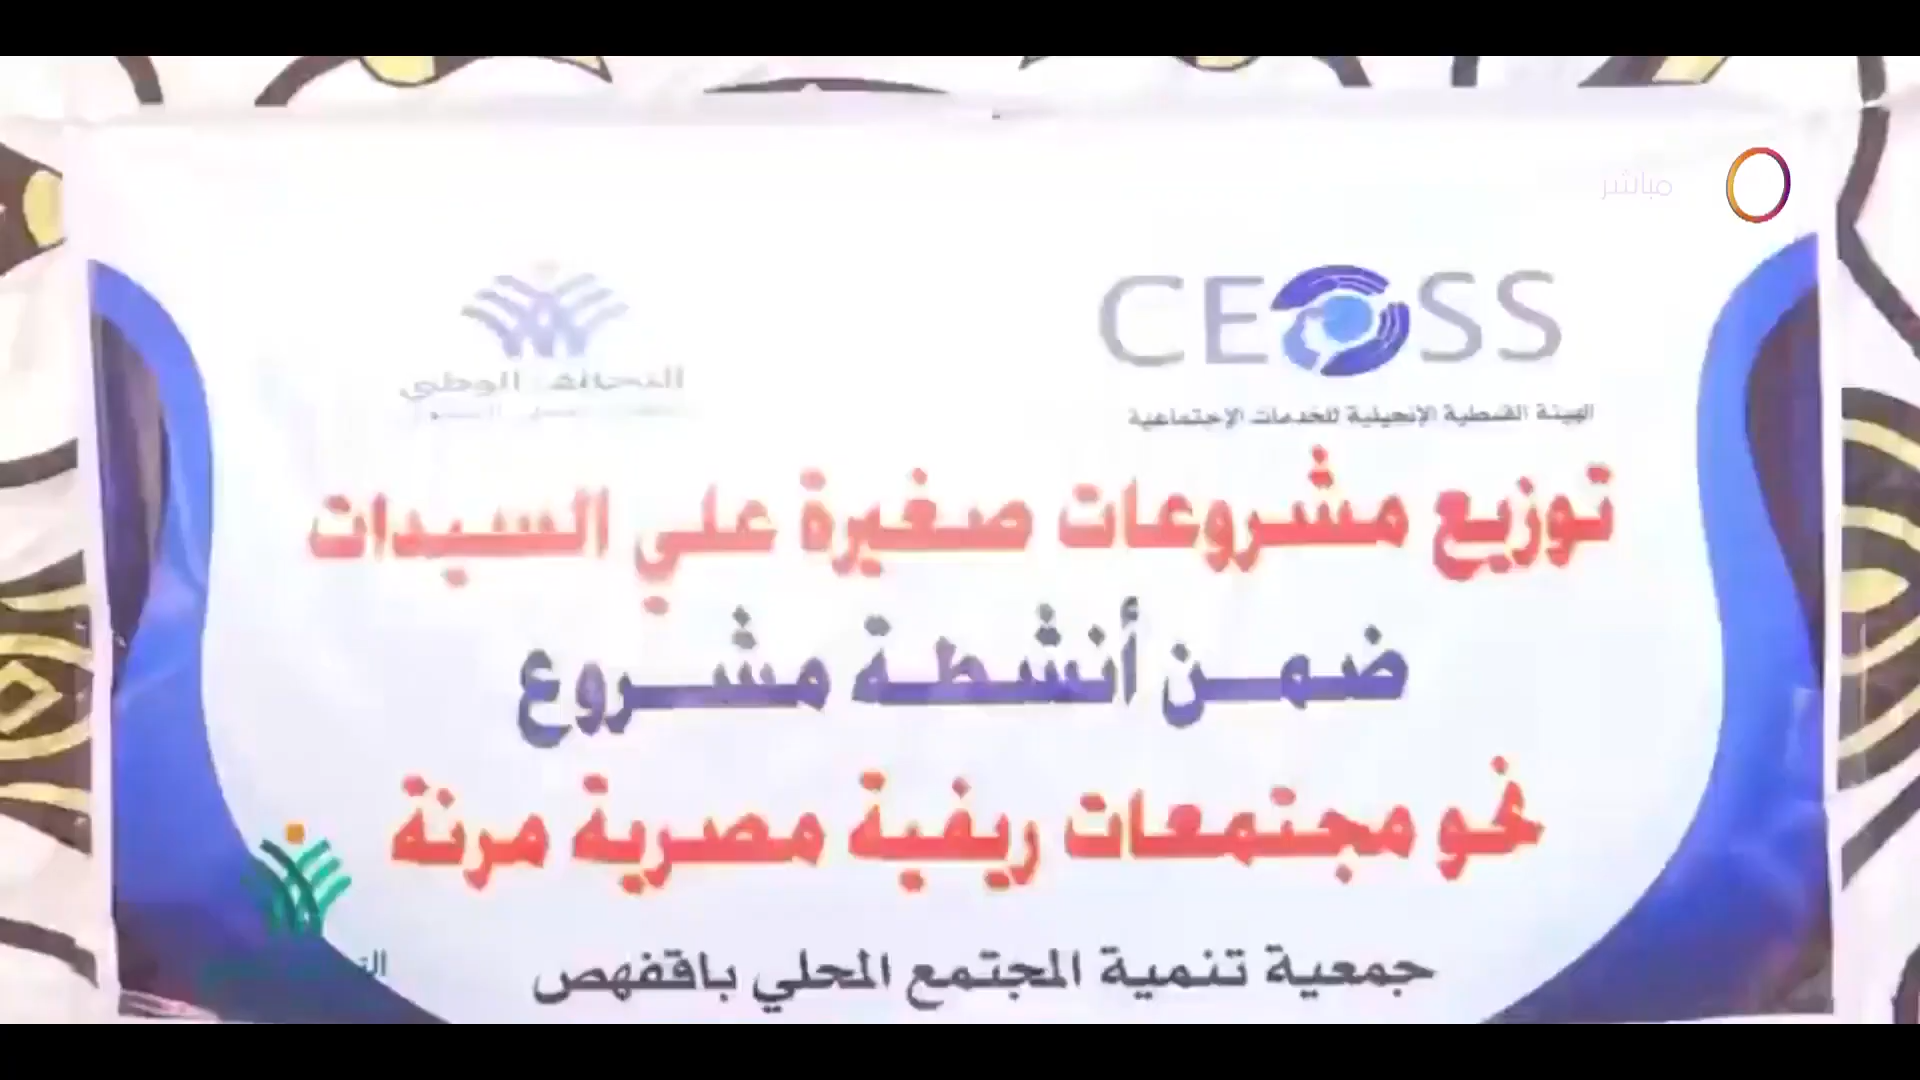 مباشر
CEOSS
الهيئة القبطية الإنجيلية للخدمات الإجتماعية
التحالف الوطني
توزيع مشروعات صغيرة علي السيدات
ضمن أنشطة مشروع
نحو مجتمعات ريفية مصرية مرنة
جمعية تنمية المجتمع المحلي باقفهص